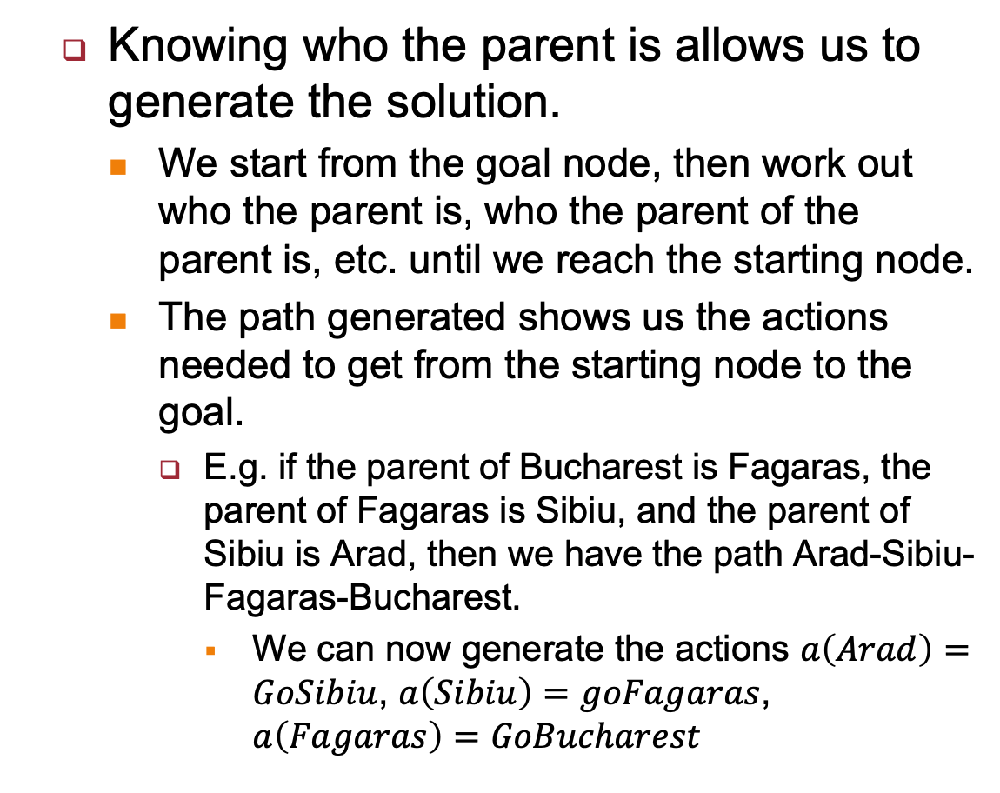 Knowing who the parent is allows us to
generate the solution.
We start from the goal node, then work out
who the parent is, who the parent of the
parent is, etc. until we reach the starting node.
The path generated shows us the actions
needed to get from the starting node to the
goal.
E.g. if the parent of Bucharest is Fagaras, the
parent of Fagaras is Sibiu, and the parent of
Sibiu is Arad, then we have the path Arad-Sibiu-
Fagaras-Bucharest.
We can now generate the actions a(Arad) =
GoSibiu, a(Sibiu) = goFagaras,
a(Fagaras) = GoBucharest